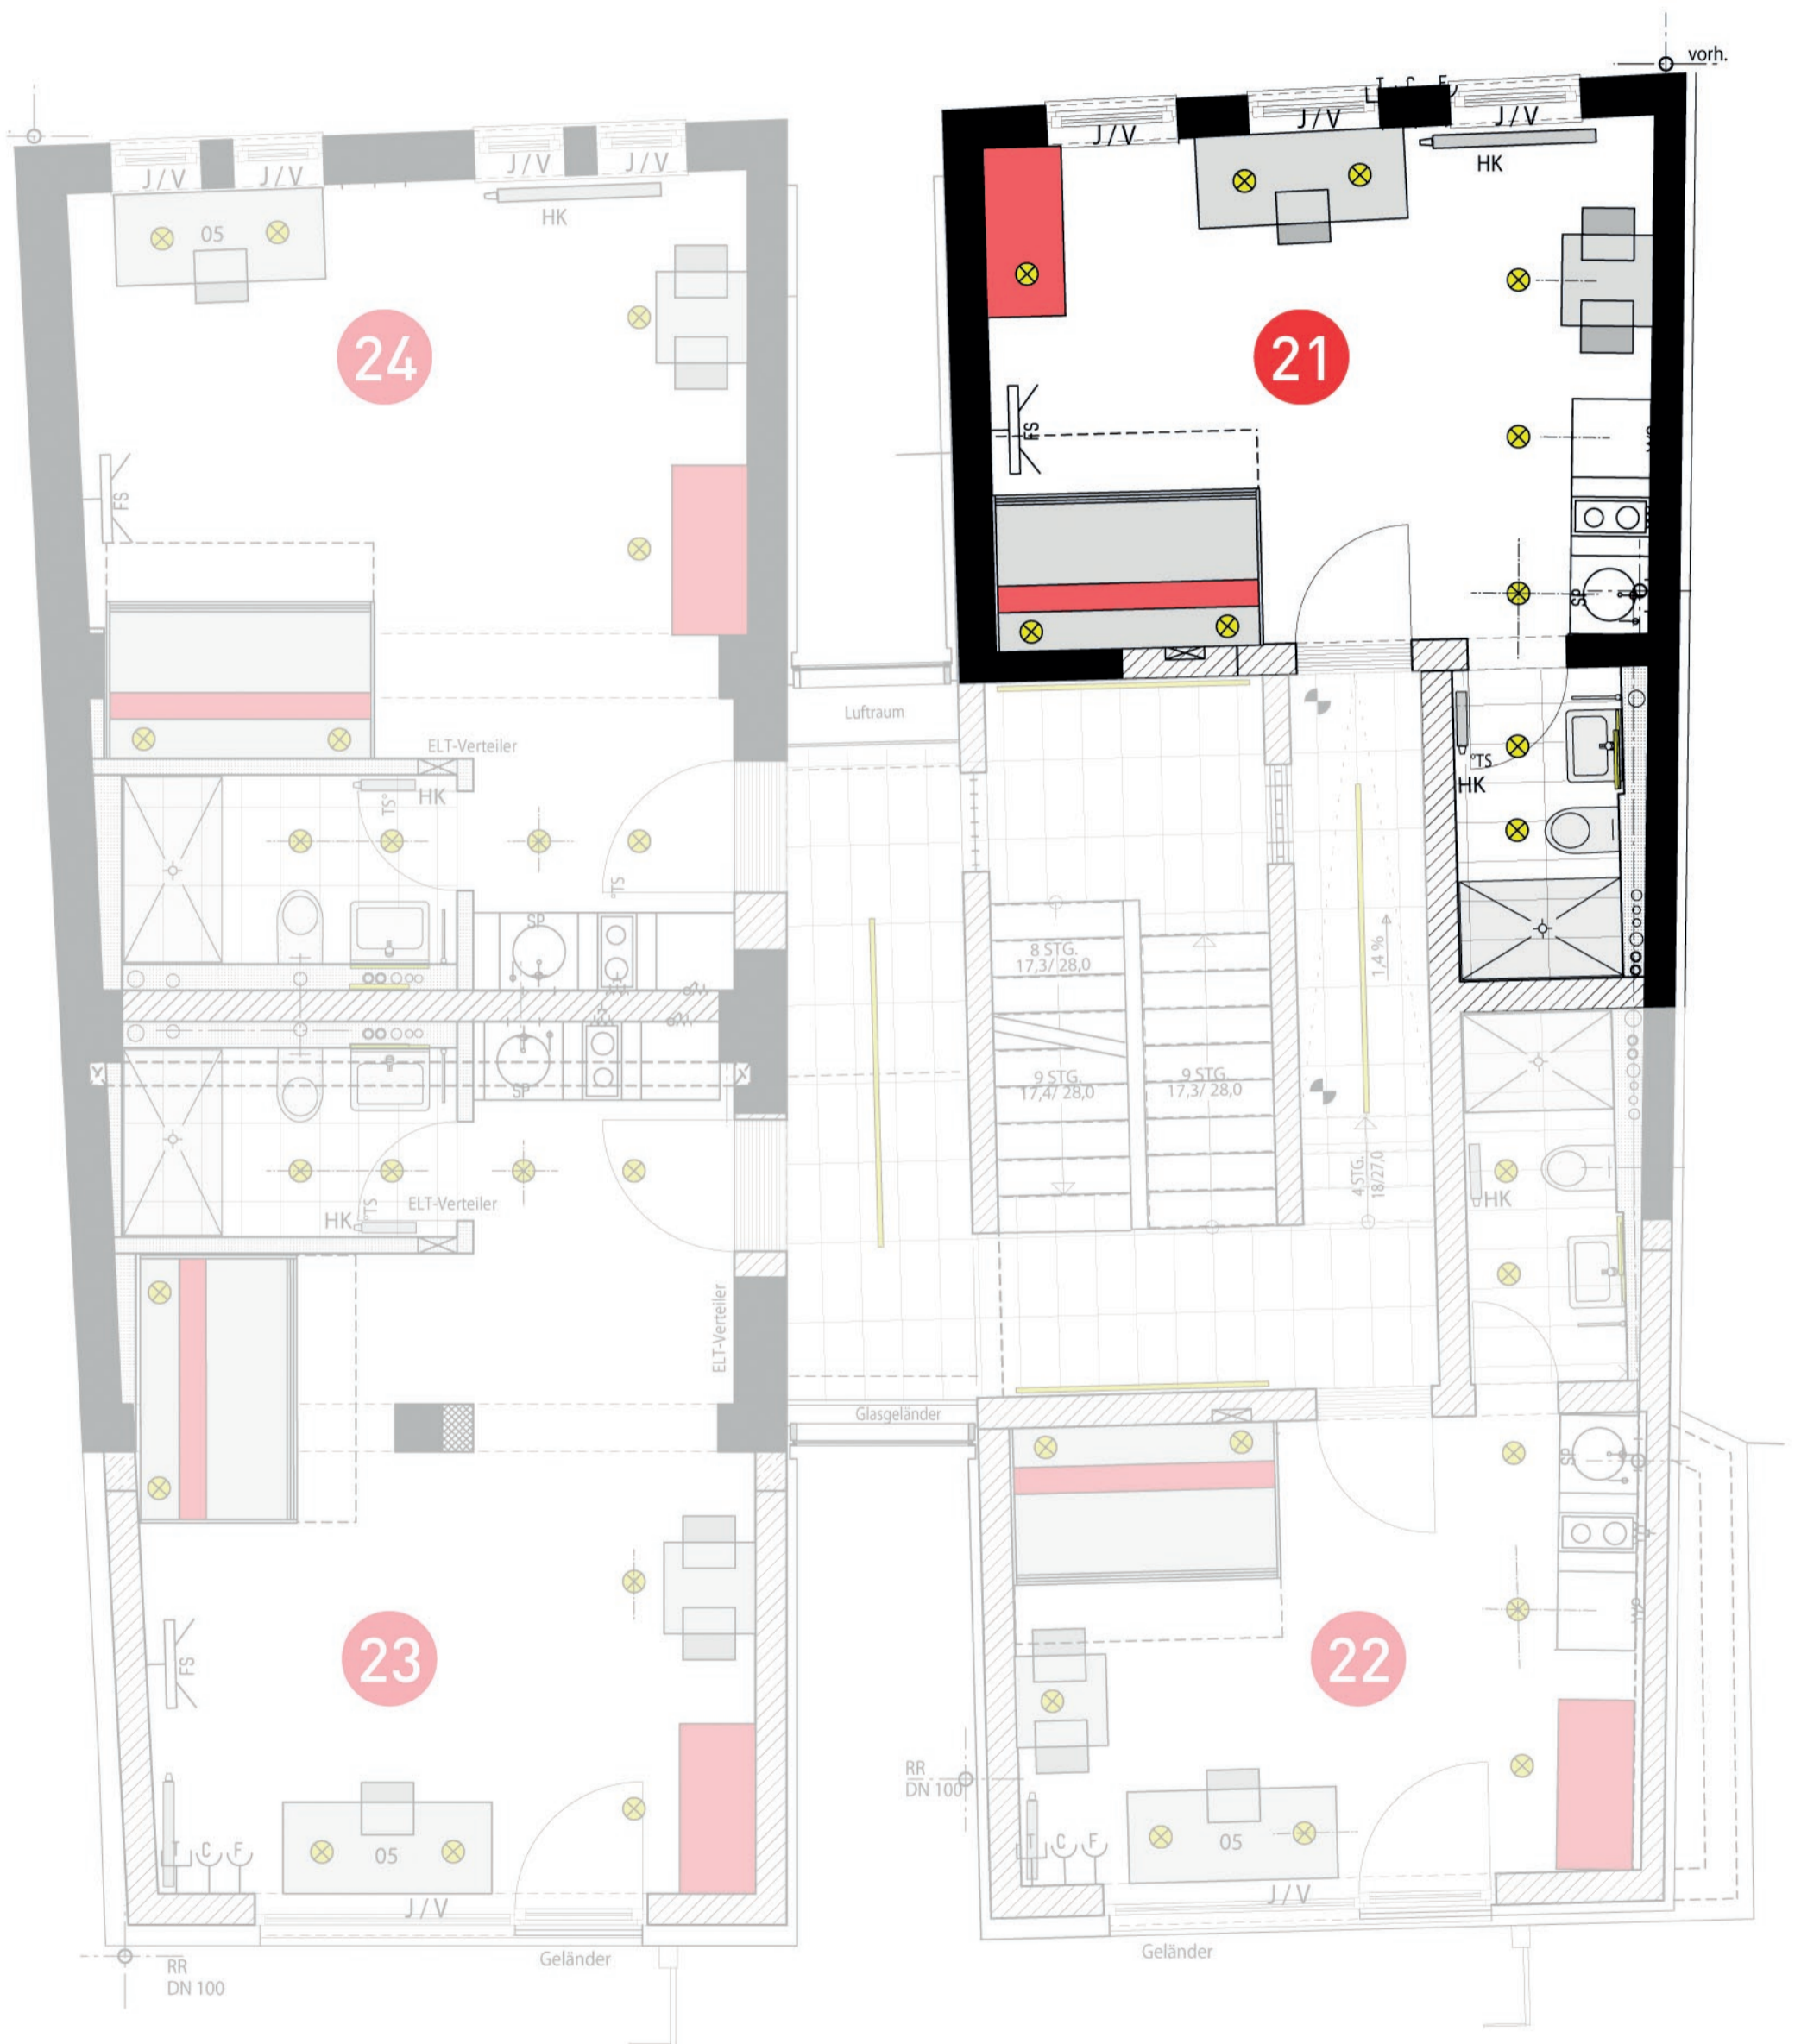 vorh.
T C F
J / V
J / V
J / V
HK
J / V
J / V
J / V
J / V
HK
05
24
21
FS
FS
SP
Luftraum
ELT-Verteiler
HK
°TS
°TS
HK
TS°
SP
8 STG.
17,3/ 28,0
1,4 %
9 STG.
17,4/ 28,0
9 STG.
17,3/ 28,0
SP
4 STG.
18/27,0
ELT-Verteiler
HK
°TS
HK
ELT-Verteiler
Glasgeländer
SP
23
22
FS
RR
DN 100
T C F
05
J / V
T C F
05
J / V
Geländer
Geländer
RR
DN 100